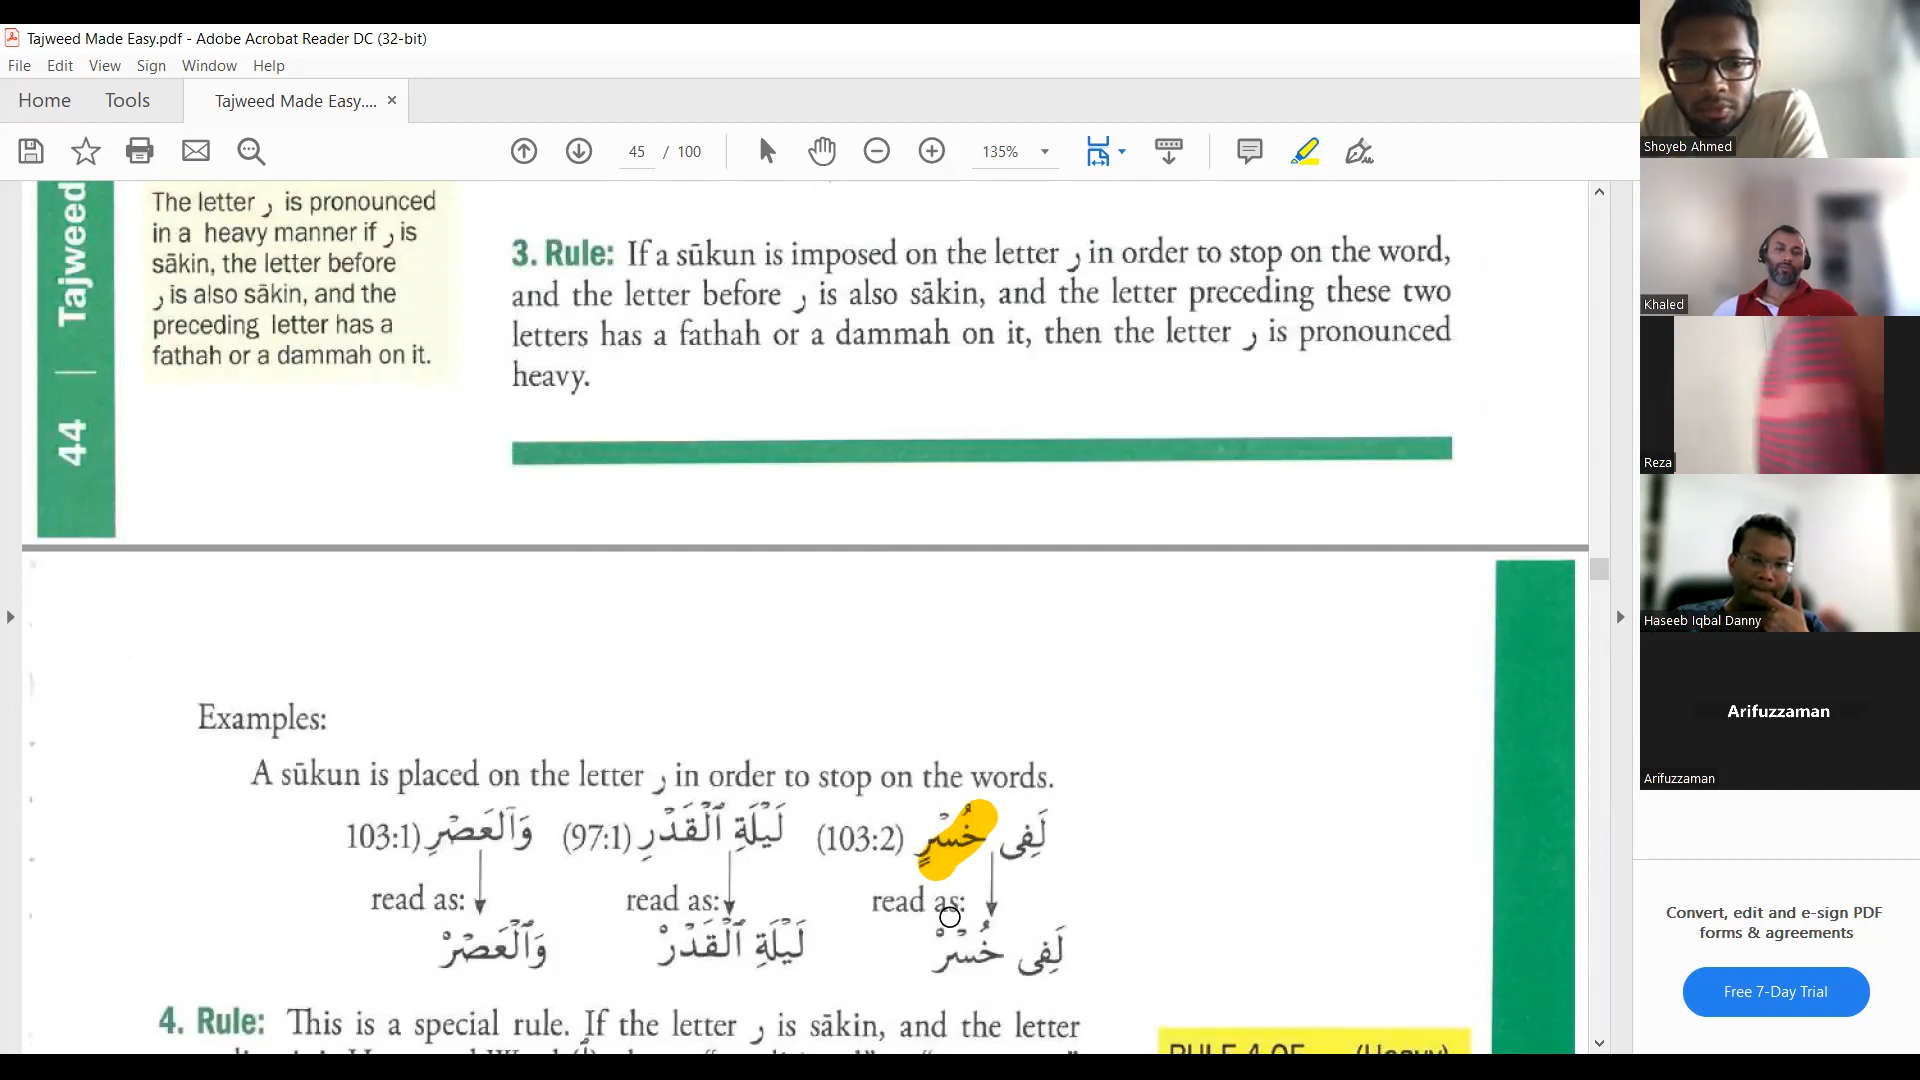 Tajweed Made Easy.pdf - Adobe Acrobat Reader DC (32-bit)
File Edit View Sign Window Help
Home Tools Tajweed Made Easy.... ×
45 / 100 135%
44 | Tajweed
The letter ر is pronounced
in a heavy manner if ر is
sākin, the letter before
ر is also sākin, and the
preceding letter has a
fathah or a dammah on it.
3. Rule: If a sūkun is imposed on the letter ر in order to stop on the word,
and the letter before ر is also sākin, and the letter preceding these two
letters has a fathah or a dammah on it, then the letter ر is pronounced
heavy.
Examples:
A sūkun is placed on the letter ر in order to stop on the words.
لَفِى خُسْرٍ (103:2) لَيْلَةِ ٱلْقَدْرِ (97:1) وَٱلْعَصْرِ (103:1
read as: read as: read as:
لَفِى خُسْرْ لَيْلَةِ ٱلْقَدْرْ وَٱلْعَصْرْ
4. Rule: This is a special rule. If the letter ر is sākin, and the letter
RULE 4 OF (Heavy)
Shoyeb Ahmed
Khaled
Reza
Haseeb Iqbal Danny
Arifuzzaman
Arifuzzaman
Convert, edit and e-sign PDF
forms & agreements
Free 7-Day Trial